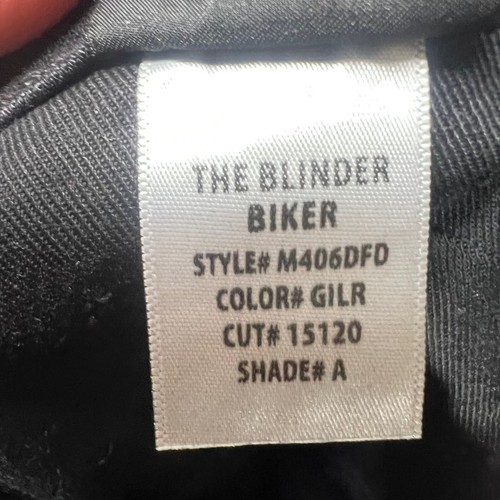 THE BLINDER
BIKER
STYLE# M406DFD
COLOR# GILR
CUT# 15120
SHADE# A